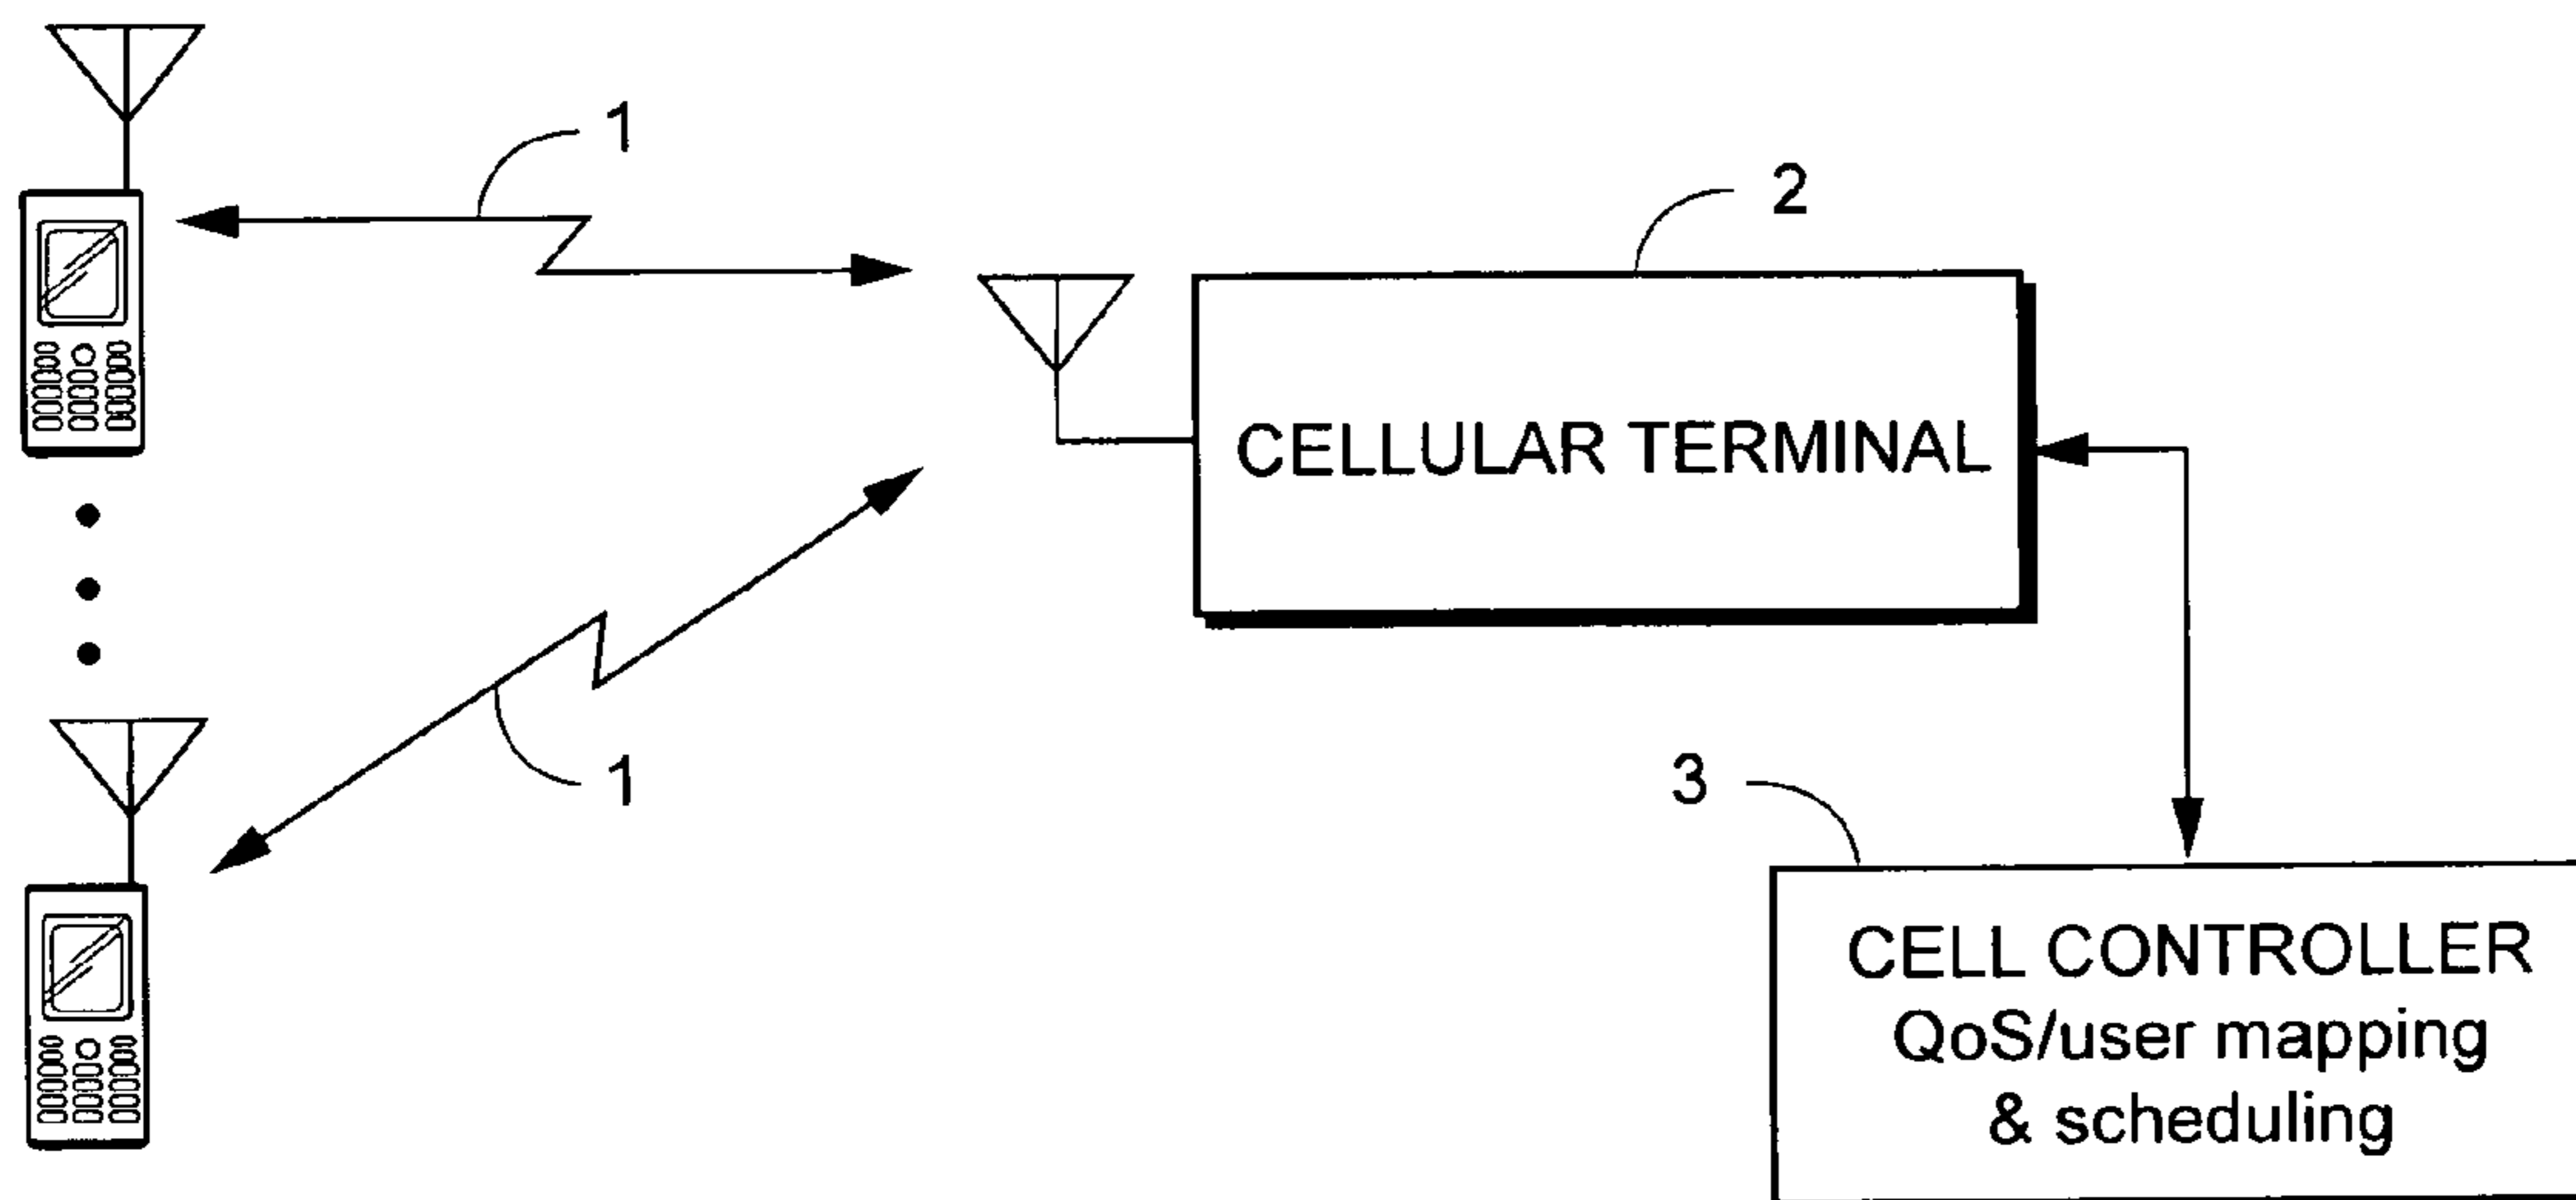 1
2
CELLULAR TERMINAL
1
3
CELL CONTROLLER
QoS/user mapping
& scheduling